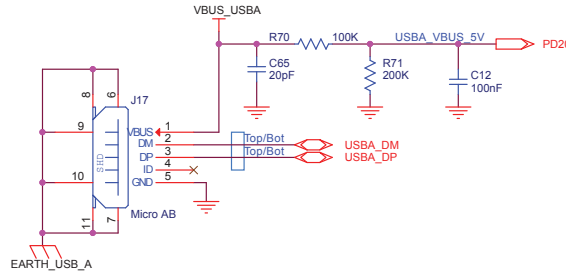 VBUS_USBA
R70 100K USBA_VBUS_5V PD20
C65
20pF
R71
200K
C12
100nF
J17
8 6
9
10
11 7
SHD
VBUS 1
DM 2
DP 3
ID 4
GND 5
Top/Bot
Top/Bot
USBA_DM
USBA_DP
Micro AB
EARTH_USB_A